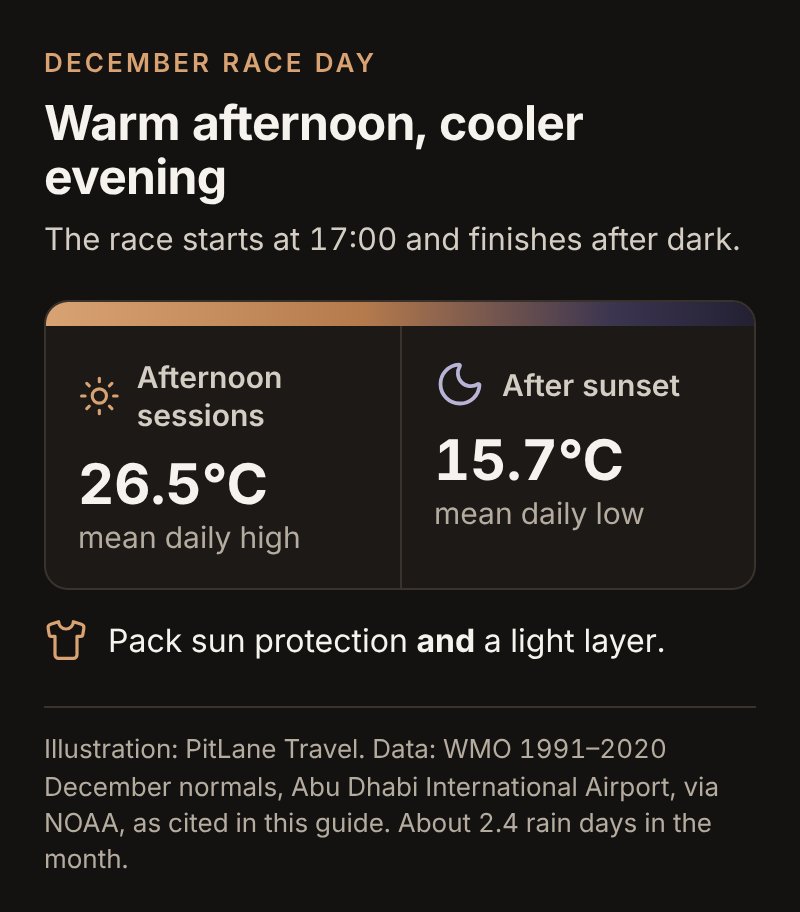 DECEMBER RACE DAY
Warm afternoon, cooler
evening
The race starts at 17:00 and finishes after dark.
Afternoon
sessions
26.5°C
mean daily high
After sunset
15.7°C
mean daily low
Pack sun protection and a light layer.
Illustration: PitLane Travel. Data: WMO 1991–2020
December normals, Abu Dhabi International Airport, via
NOAA, as cited in this guide. About 2.4 rain days in the
month.